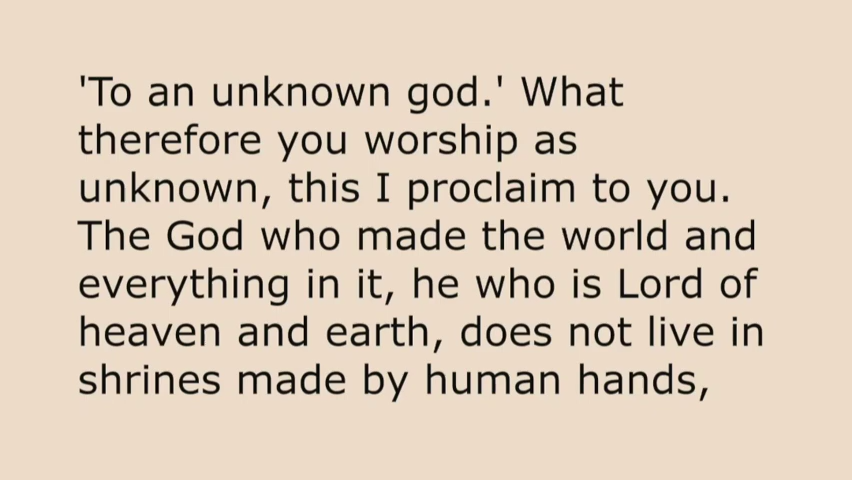 'To an unknown god.' What
therefore you worship as
unknown, this I proclaim to you.
The God who made the world and
everything in it, he who is Lord of
heaven and earth, does not live in
shrines made by human hands,